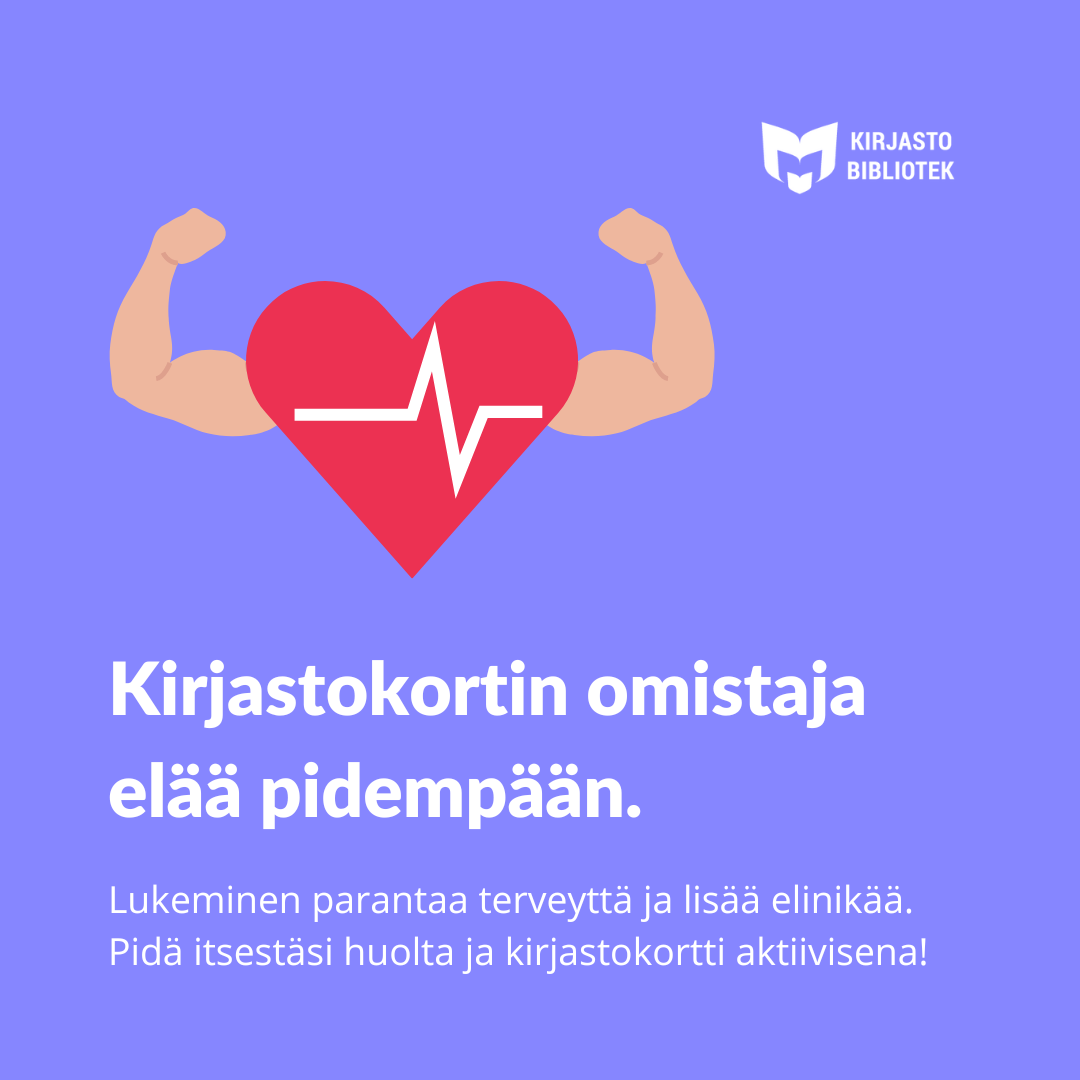 KIRJASTO
BIBLIOTEK
Kirjastokortin omistaja
elää pidempään.
Lukeminen parantaa terveyttä ja lisää elinikää.
Pidä itsestäsi huolta ja kirjastokortti aktiivisena!